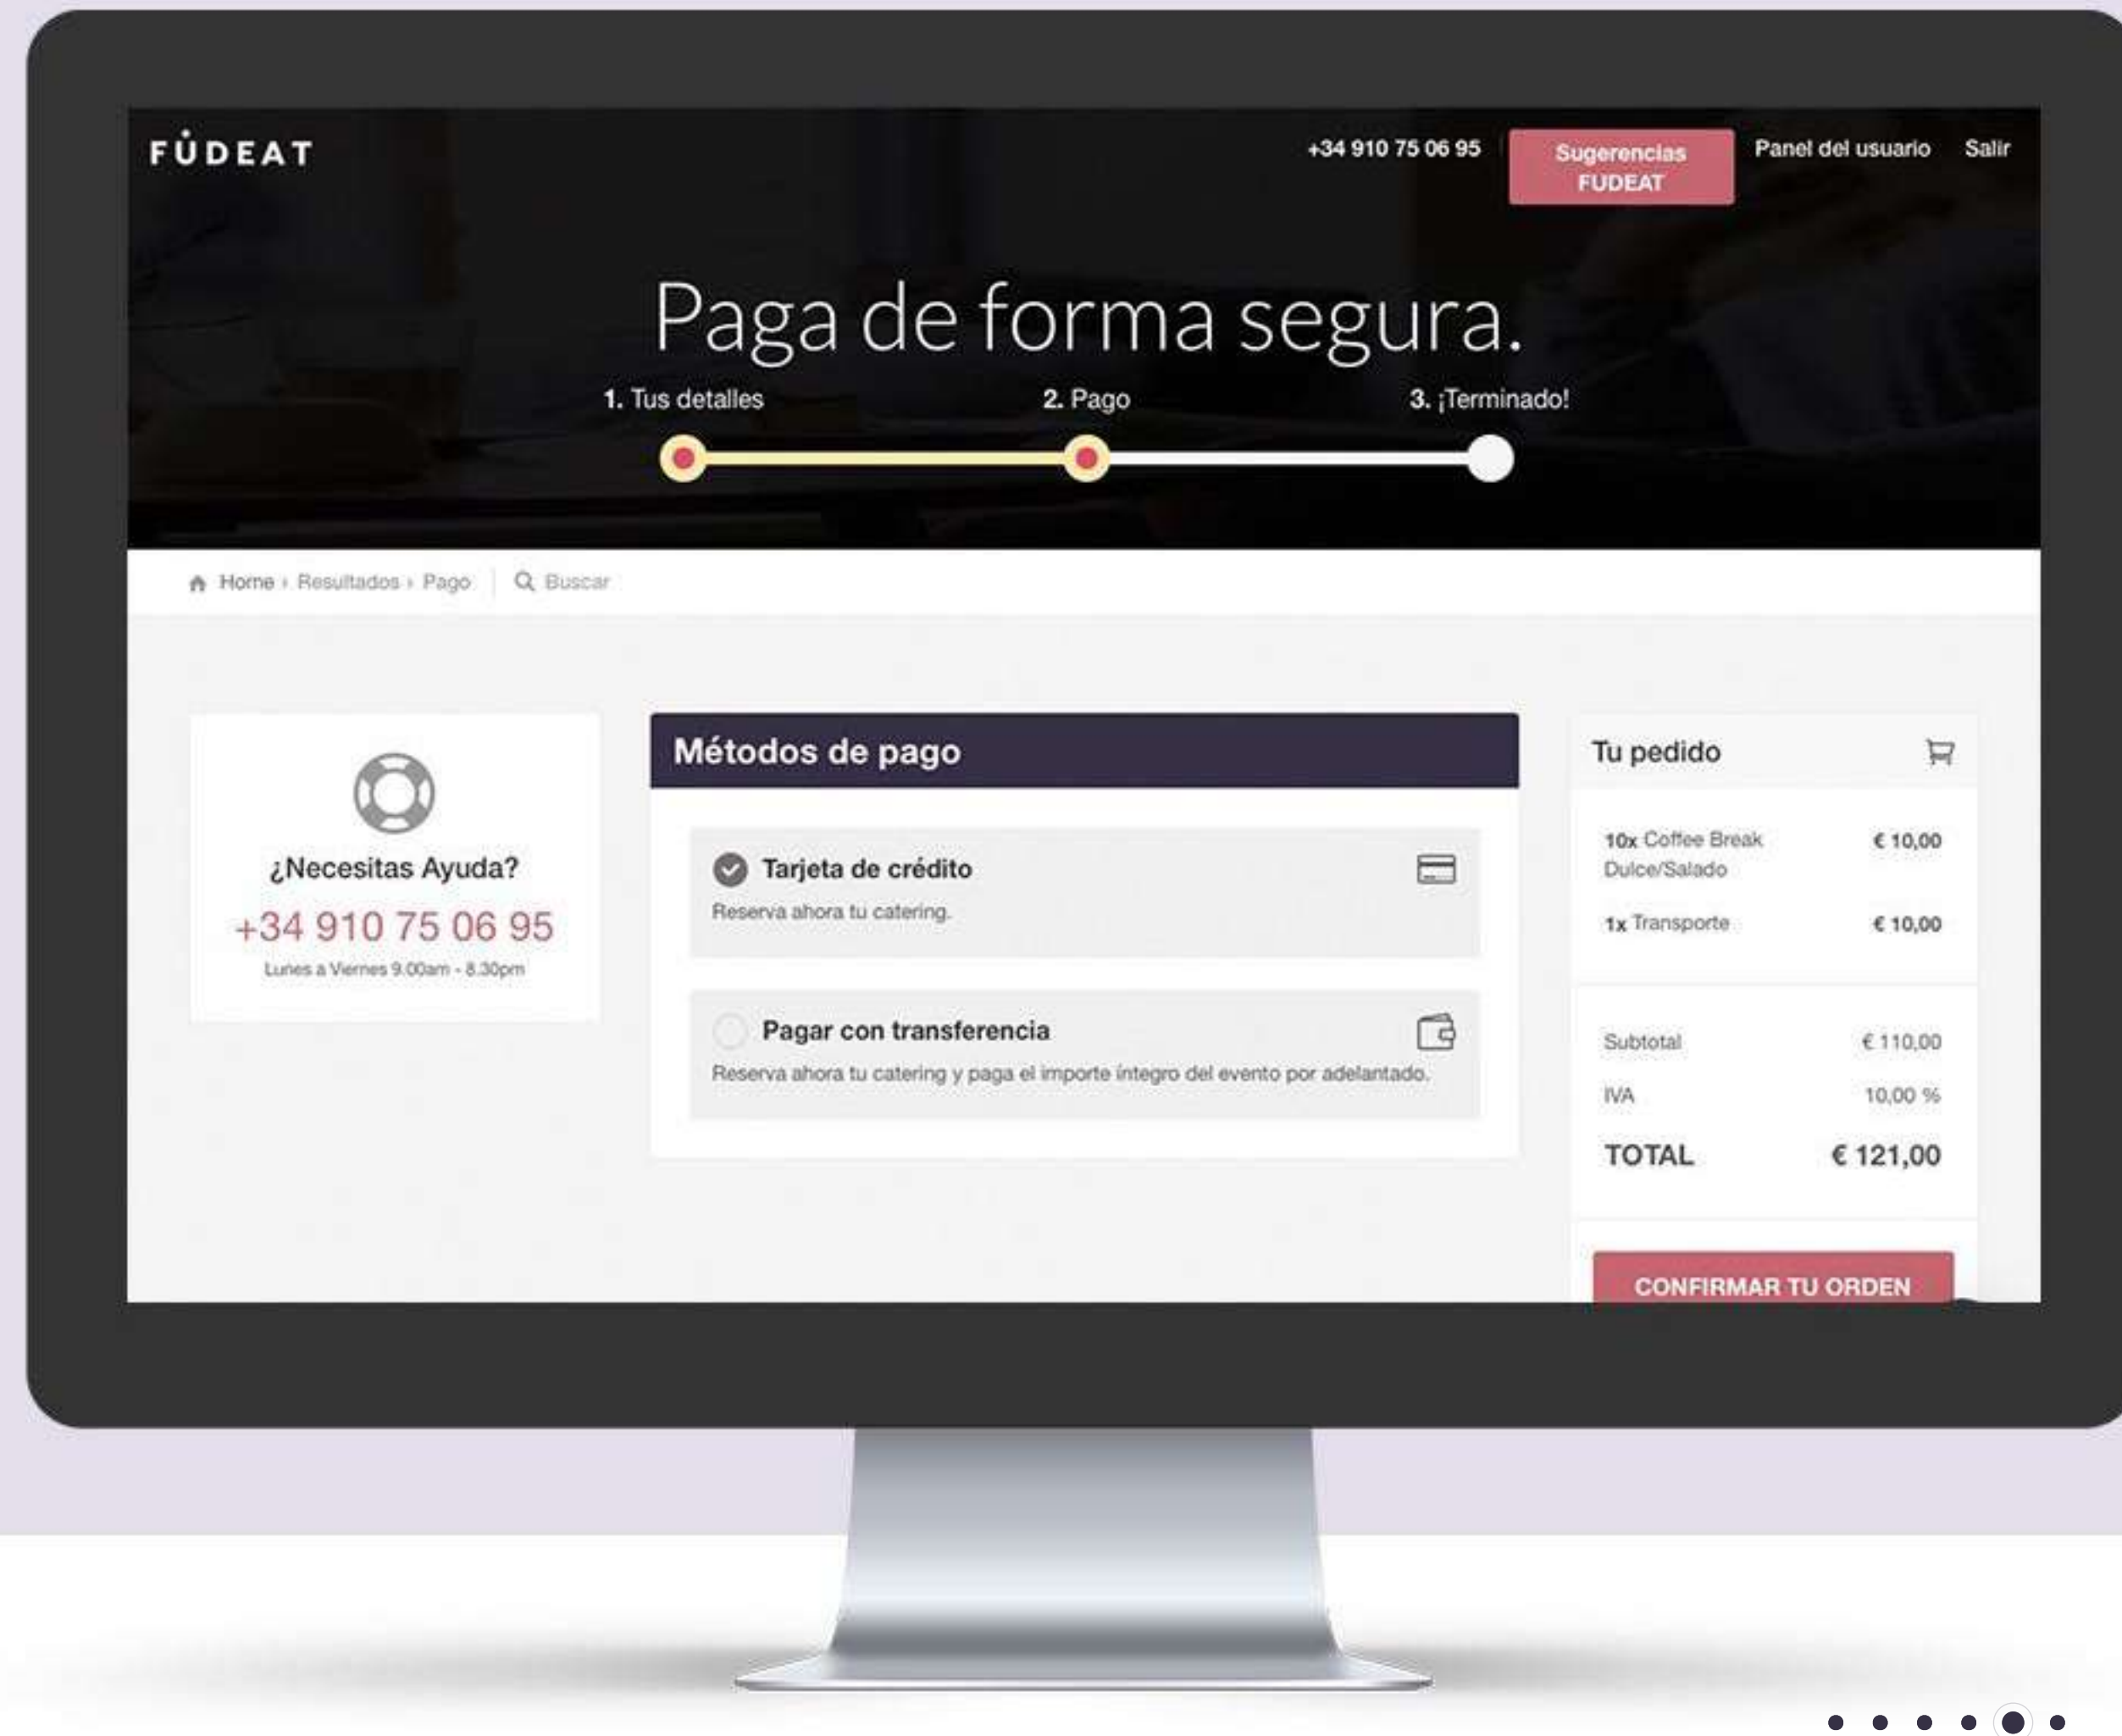 FUDEAT
+34 910 75 06 95
Sugerencias
FUDEAT
Panel del usuario
Salir
Paga de forma segura.
1. Tus detalles
2. Pago
3. ¡Terminado!
Home › Resultados › Pago
Buscar
¿Necesitas Ayuda?
+34 910 75 06 95
Lunes a Viernes 9.00am - 8.30pm
Métodos de pago
Tarjeta de crédito
Reserva ahora tu catering.
Pagar con transferencia
Reserva ahora tu catering y paga el importe íntegro del evento por adelantado.
Tu pedido
10x Coffee Break € 10,00
Dulce/Salado
1x Transporte € 10,00
Subtotal € 110,00
IVA 10,00 %
TOTAL € 121,00
CONFIRMAR TU ORDEN